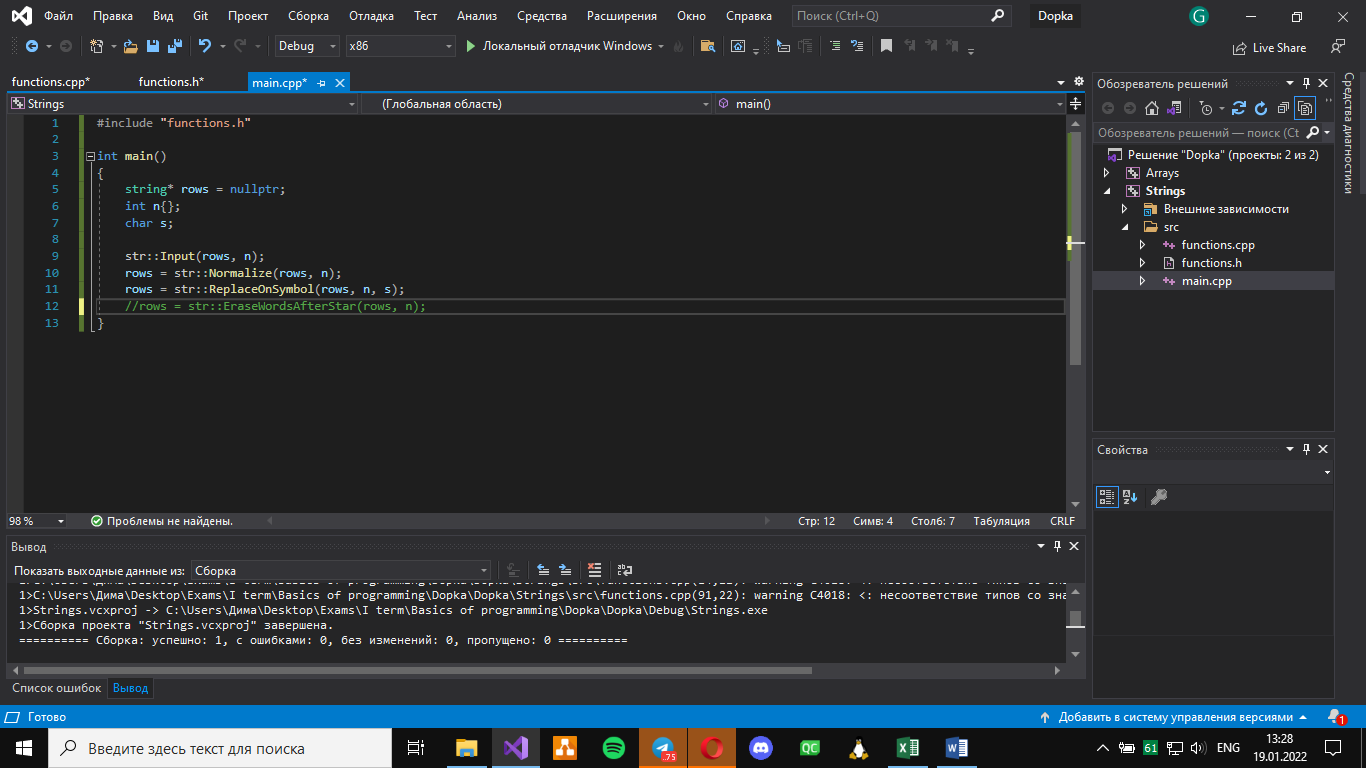 Файл Правка Вид Git Проект Сборка Отладка Тест Анализ Средства Расширения Окно Справка Поиск (Ctrl+Q) Dopka G
Debug x86 Локальный отладчик Windows Live Share
functions.cpp* functions.h* main.cpp*
Strings (Глобальная область) main()
1 #include "functions.h"
2
3 int main()
4 {
5 string* rows = nullptr;
6 int n{};
7 char s;
8
9 str::Input(rows, n);
10 rows = str::Normalize(rows, n);
11 rows = str::ReplaceOnSymbol(rows, n, s);
12 //rows = str::EraseWordsAfterStar(rows, n);
13 }
98 % Проблемы не найдены. Стр: 12 Симв: 4 Столб: 7 Табуляция CRLF
Обозреватель решений
Обозреватель решений — поиск (Ct
Решение "Dopka" (проекты: 2 из 2)
Arrays
Strings
Внешние зависимости
src
functions.cpp
functions.h
main.cpp
Средства диагностики
Свойства
Вывод
Показать выходные данные из: Сборка
1>C:\Users\Дима\Desktop\Exams\I term\Basics of programming\Dopka\Dopka\Strings\src\functions.cpp(91,22): warning C4018: <: несоответствие типов со зна
1>Strings.vcxproj -> C:\Users\Дима\Desktop\Exams\I term\Basics of programming\Dopka\Dopka\Debug\Strings.exe
1>Сборка проекта "Strings.vcxproj" завершена.
========== Сборка: успешно: 1, с ошибками: 0, без изменений: 0, пропущено: 0 ==========
Список ошибок Вывод
Готово Добавить в систему управления версиями 1
Введите здесь текст для поиска 75 QC 61 ENG 13:28
19.01.2022